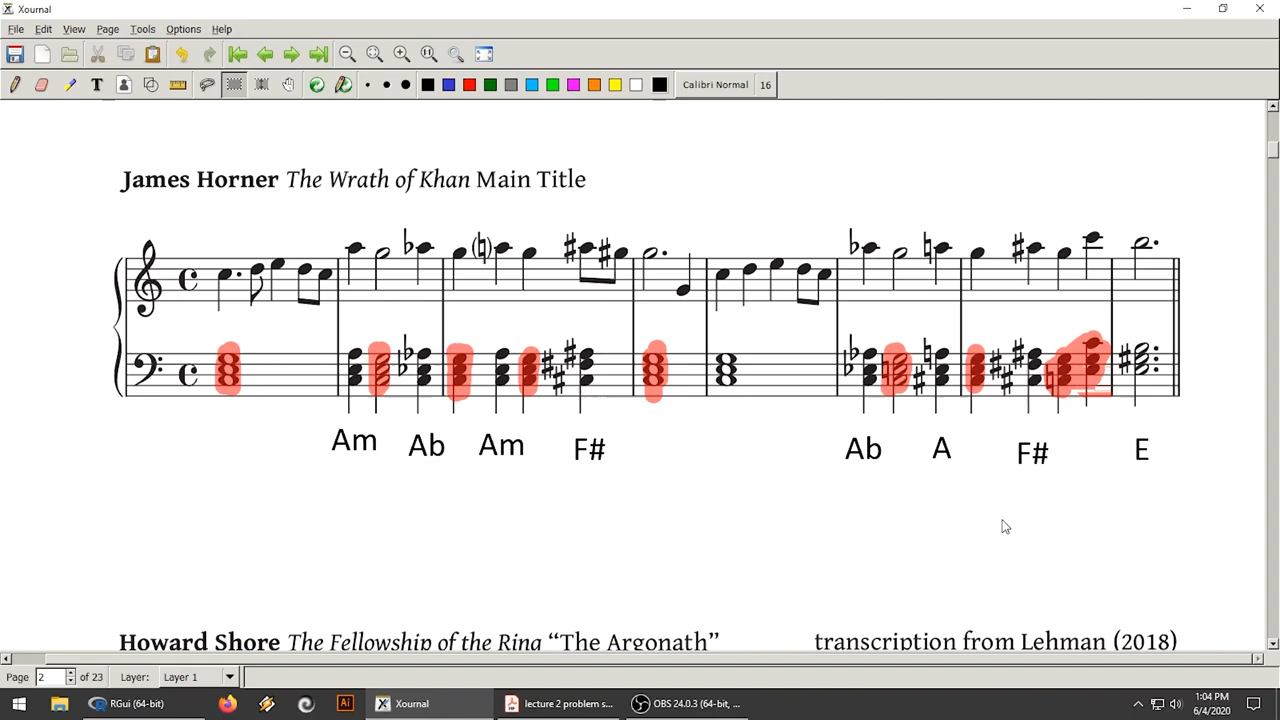 Xournal
File Edit View Page Tools Options Help
Calibri Normal 16
James Horner The Wrath of Khan Main Title
Am Ab Am F# Ab A F# E
Howard Shore The Fellowship of the Ring “The Argonath” transcription from Lehman (2018)
Page 2 of 23 Layer: Layer 1
RGui (64-bit) Ai Xournal lecture 2 problem s... OBS 24.0.3 (64-bit, ... 1:04 PM
6/4/2020